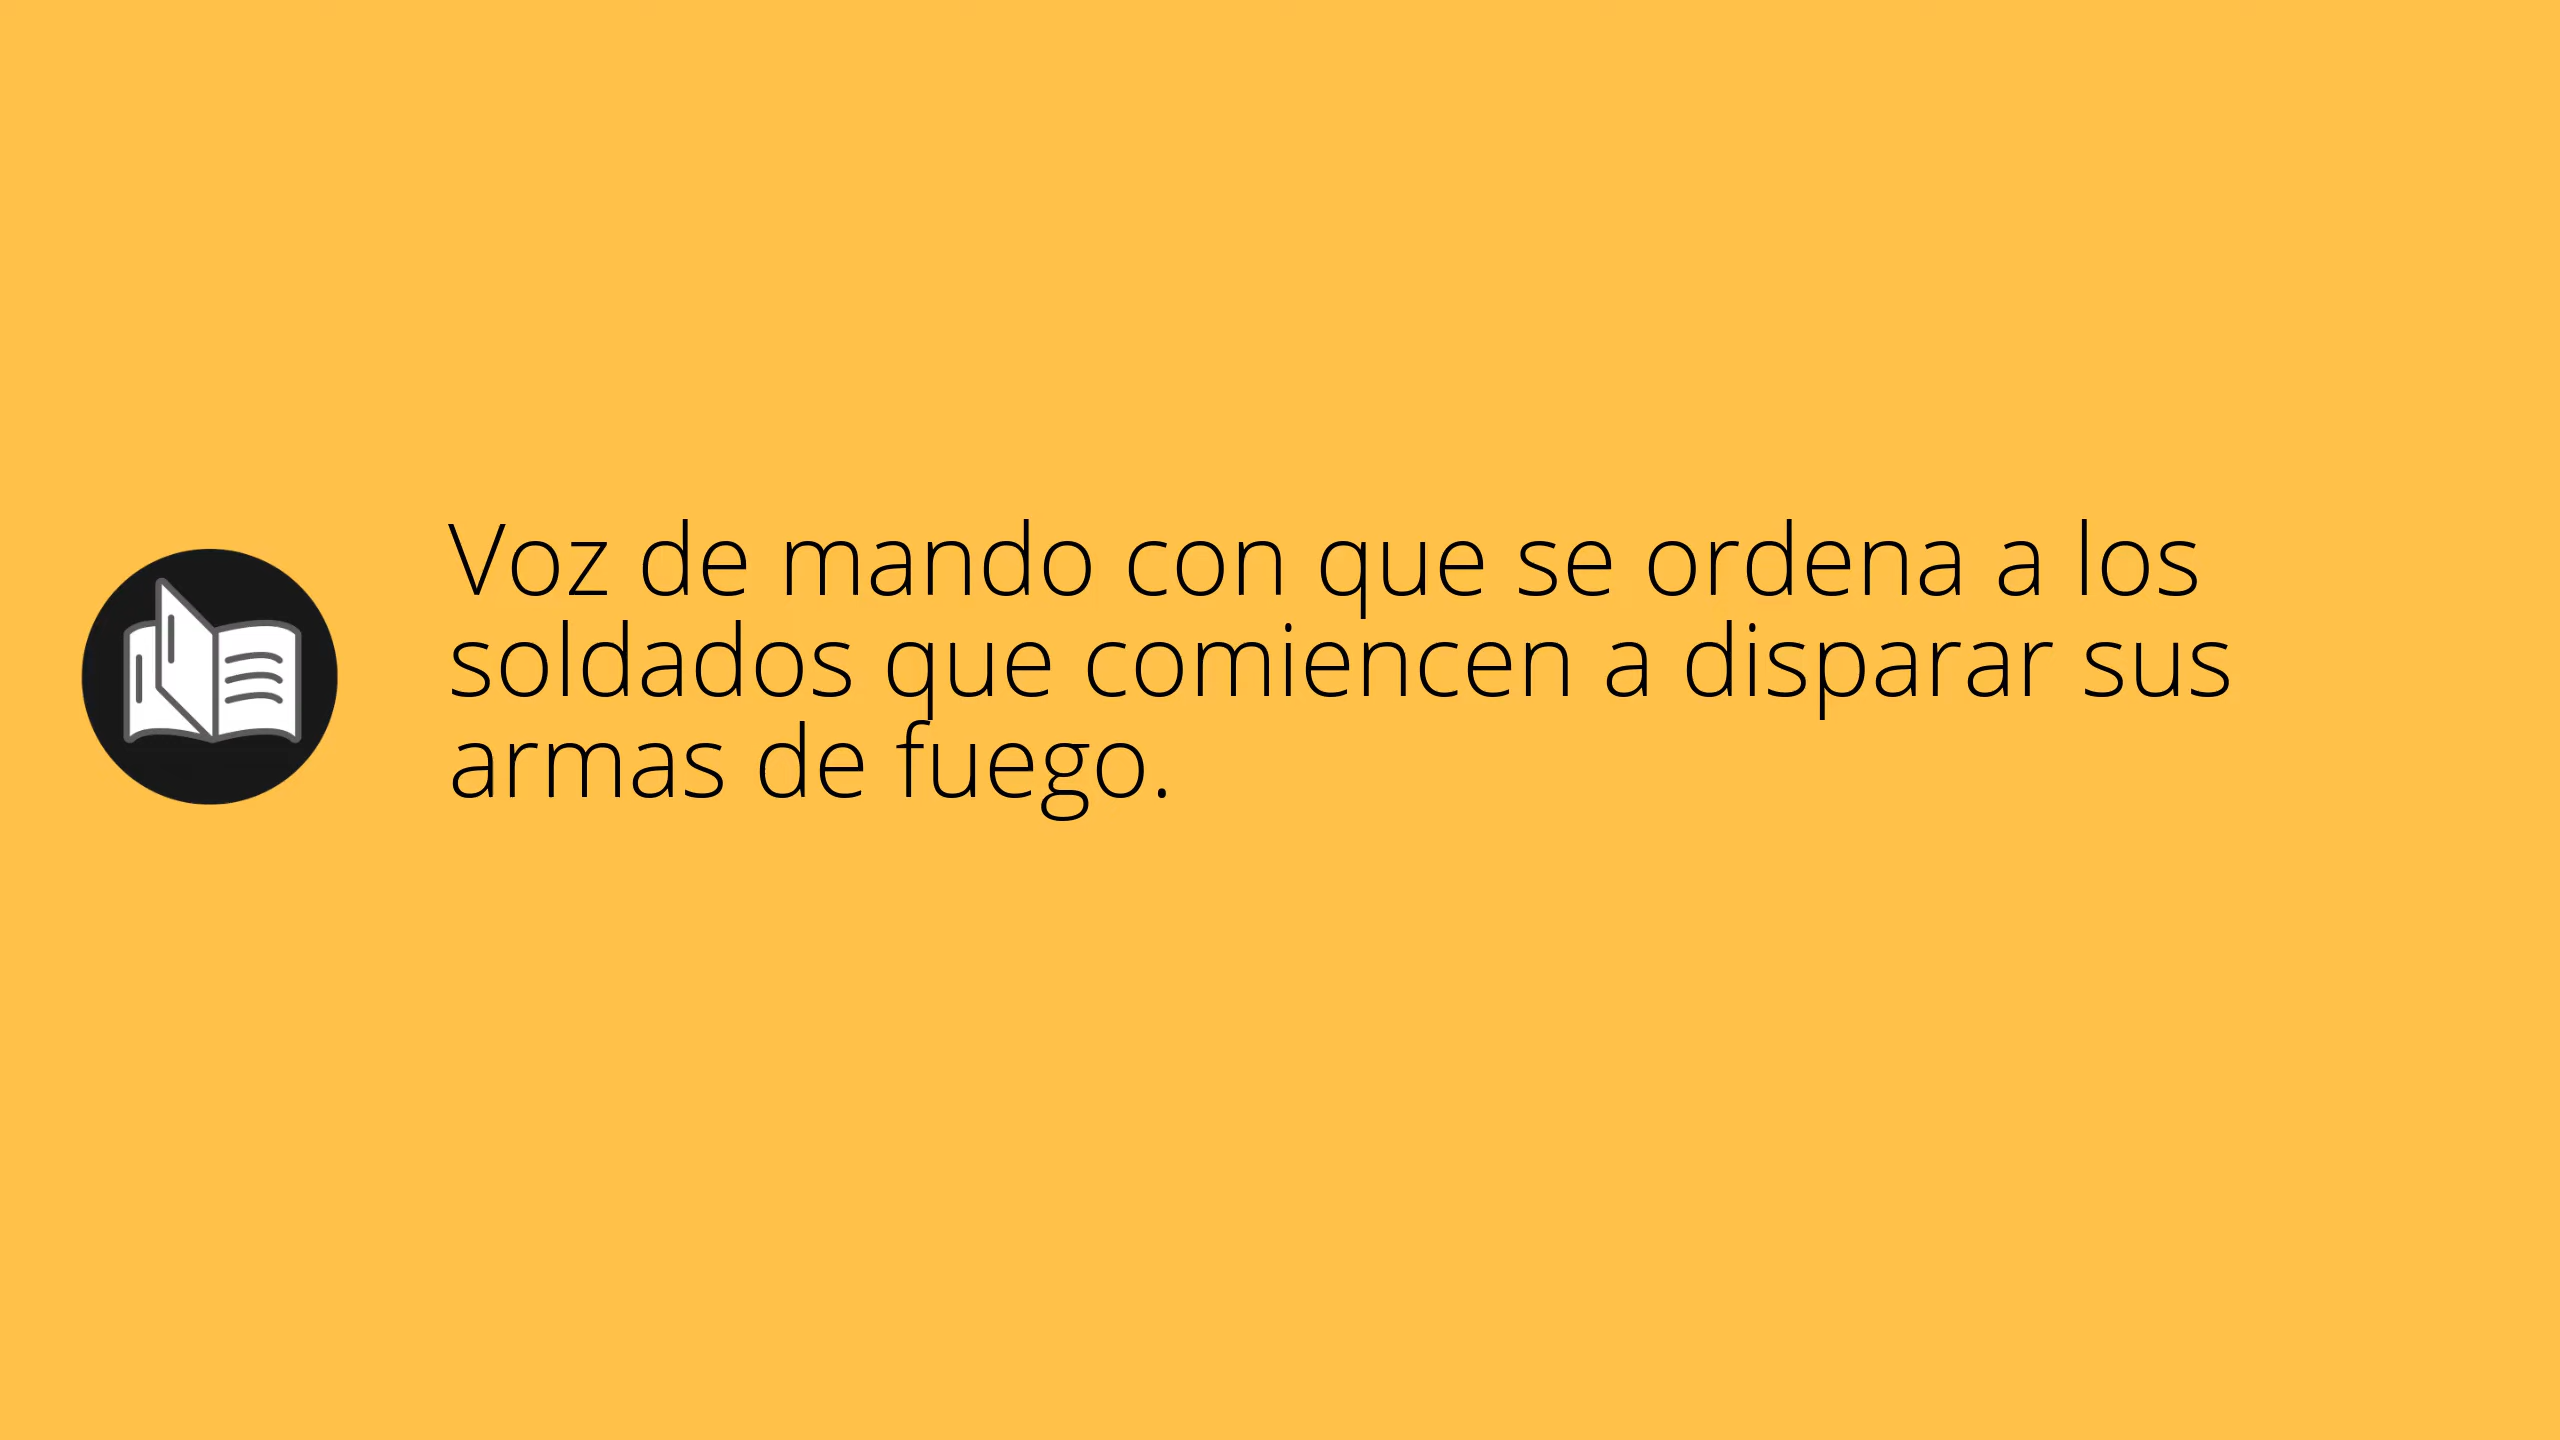 Voz de mando con que se ordena a los
soldados que comiencen a disparar sus
armas de fuego.